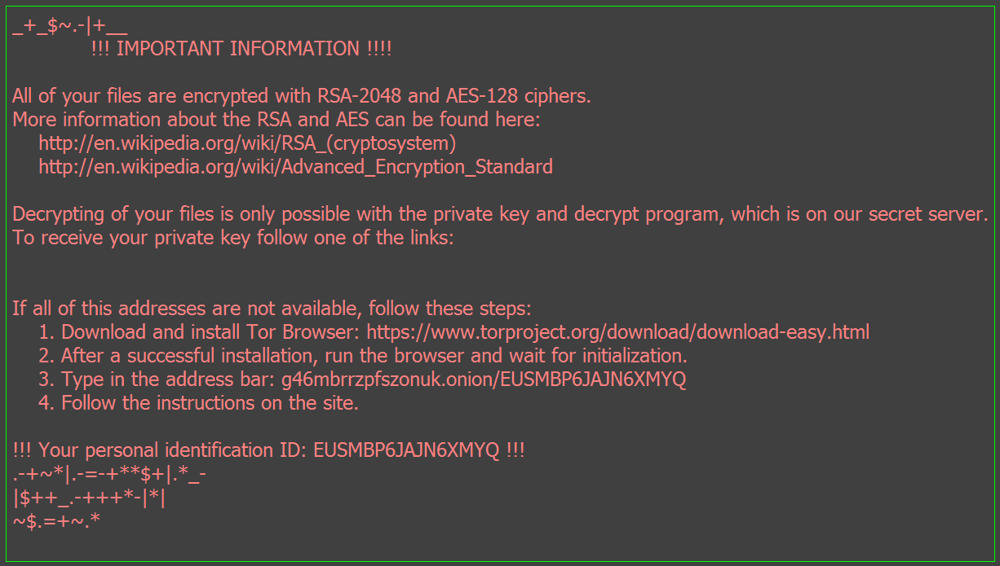 _+_$~.-|+__
!!! IMPORTANT INFORMATION !!!!
All of your files are encrypted with RSA-2048 and AES-128 ciphers.
More information about the RSA and AES can be found here:
http://en.wikipedia.org/wiki/RSA_(cryptosystem)
http://en.wikipedia.org/wiki/Advanced_Encryption_Standard
Decrypting of your files is only possible with the private key and decrypt program, which is on our secret server.
To receive your private key follow one of the links:
If all of this addresses are not available, follow these steps:
1. Download and install Tor Browser: https://www.torproject.org/download/download-easy.html
2. After a successful installation, run the browser and wait for initialization.
3. Type in the address bar: g46mbrrzpfszonuk.onion/EUSMBP6JAJN6XMYQ
4. Follow the instructions on the site.
!!! Your personal identification ID: EUSMBP6JAJN6XMYQ !!!
.-+~*|.-=-+**$+|.*_-
|$++_.-+++*-|*|
~$.=+~.*